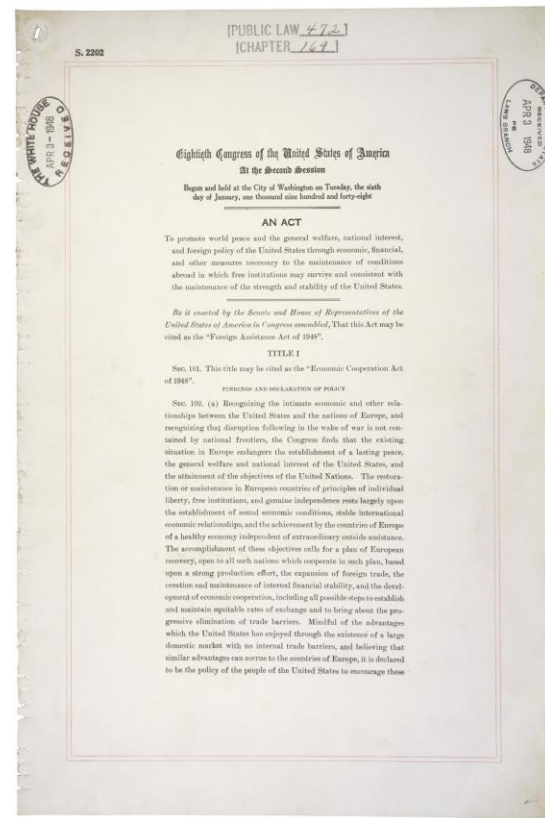 [PUBLIC LAW 472]
[CHAPTER 169]
S. 2202
THE WHITE HOUSE
APR 3 - 1948
RECEIVED
RECEIVED
APR 3 1948
LAWS BRANCH
Eightieth Congress of the United States of America
At the Second Session
Begun and held at the City of Washington on Tuesday, the sixth
day of January, one thousand nine hundred and forty-eight
AN ACT
To promote world peace and the general welfare, national interest,
and foreign policy of the United States through economic, financial,
and other measures necessary to the maintenance of conditions
abroad in which free institutions may survive and consistent with
the maintenance of the strength and stability of the United States.
Be it enacted by the Senate and House of Representatives of the
United States of America in Congress assembled, That this Act may be
cited as the “Foreign Assistance Act of 1948”.
TITLE I
SEC. 101. This title may be cited as the “Economic Cooperation Act
of 1948”.
FINDINGS AND DECLARATION OF POLICY
SEC. 102. (a) Recognizing the intimate economic and other rela-
tionships between the United States and the nations of Europe, and
recognizing that disruption following in the wake of war is not con-
tained by national frontiers, the Congress finds that the existing
situation in Europe endangers the establishment of a lasting peace,
the general welfare and national interest of the United States, and
the attainment of the objectives of the United Nations. The restora-
tion or maintenance in European countries of principles of individual
liberty, free institutions, and genuine independence rests largely upon
the establishment of sound economic conditions, stable international
economic relationships, and the achievement by the countries of Europe
of a healthy economy independent of extraordinary outside assistance.
The accomplishment of these objectives calls for a plan of European
recovery, open to all such nations which cooperate in such plan, based
upon a strong production effort, the expansion of foreign trade, the
creation and maintenance of internal financial stability, and the devel-
opment of economic cooperation, including all possible steps to establish
and maintain equitable rates of exchange and to bring about the pro-
gressive elimination of trade barriers. Mindful of the advantages
which the United States has enjoyed through the existence of a large
domestic market with no internal trade barriers, and believing that
similar advantages can accrue to the countries of Europe, it is declared
to be the policy of the people of the United States to encourage these